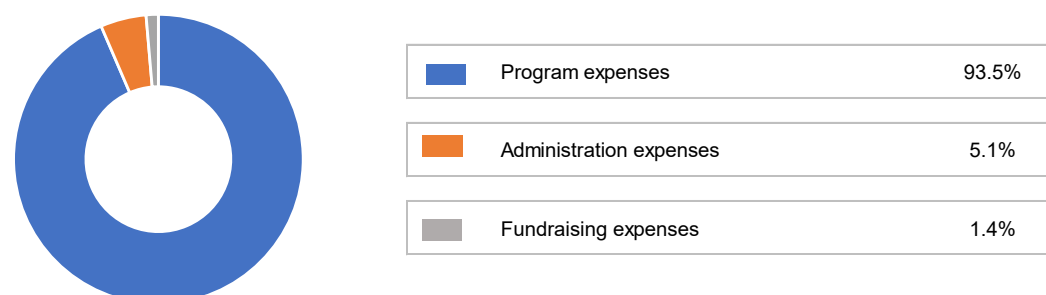 Program expenses 93.5%
Administration expenses 5.1%
Fundraising expenses 1.4%